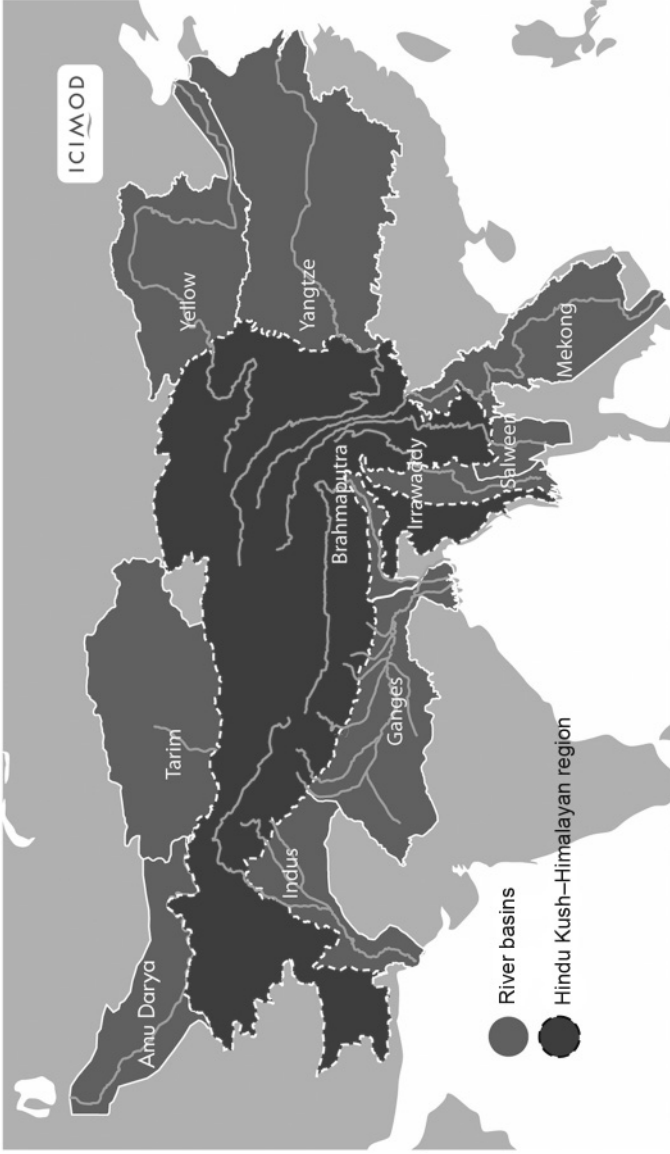 ICIMOD
Amu Darya
Tarim
Yellow
Yangtze
Indus
Ganges
Brahmaputra
Irrawaddy
Salween
Mekong
River basins
Hindu Kush–Himalayan region